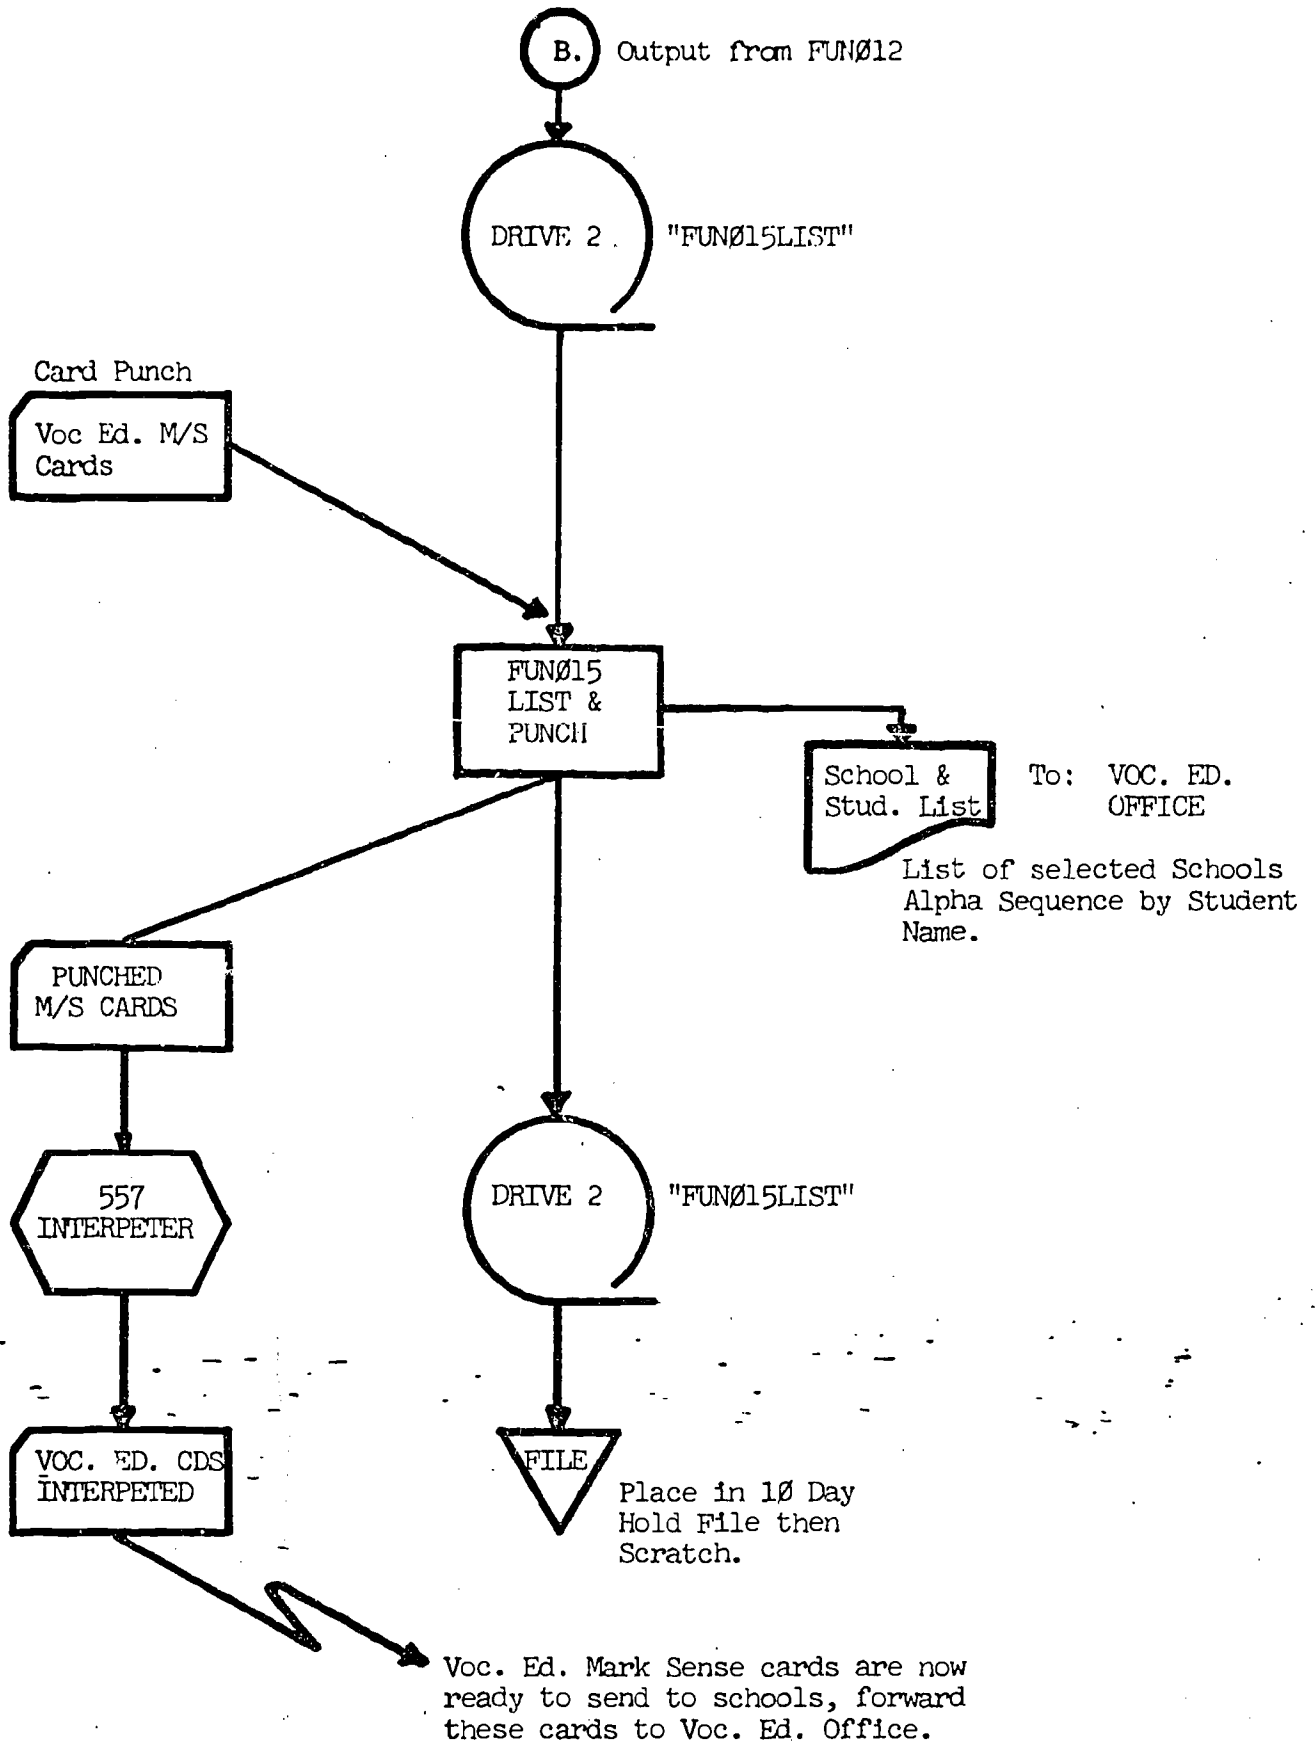 B. Output from FUNØ12
DRIVE 2 "FUNØ15LIST"
Card Punch
Voc Ed. M/S
Cards
FUNØ15
LIST &
PUNCH
School &
Stud. List
To: VOC. ED.
OFFICE
List of selected Schools
Alpha Sequence by Student
Name.
PUNCHED
M/S CARDS
557
INTERPETER
DRIVE 2 "FUNØ15LIST"
VOC. ED. CDS
INTERPETED
FILE
Place in 1Ø Day
Hold File then
Scratch.
Voc. Ed. Mark Sense cards are now
ready to send to schools, forward
these cards to Voc. Ed. Office.